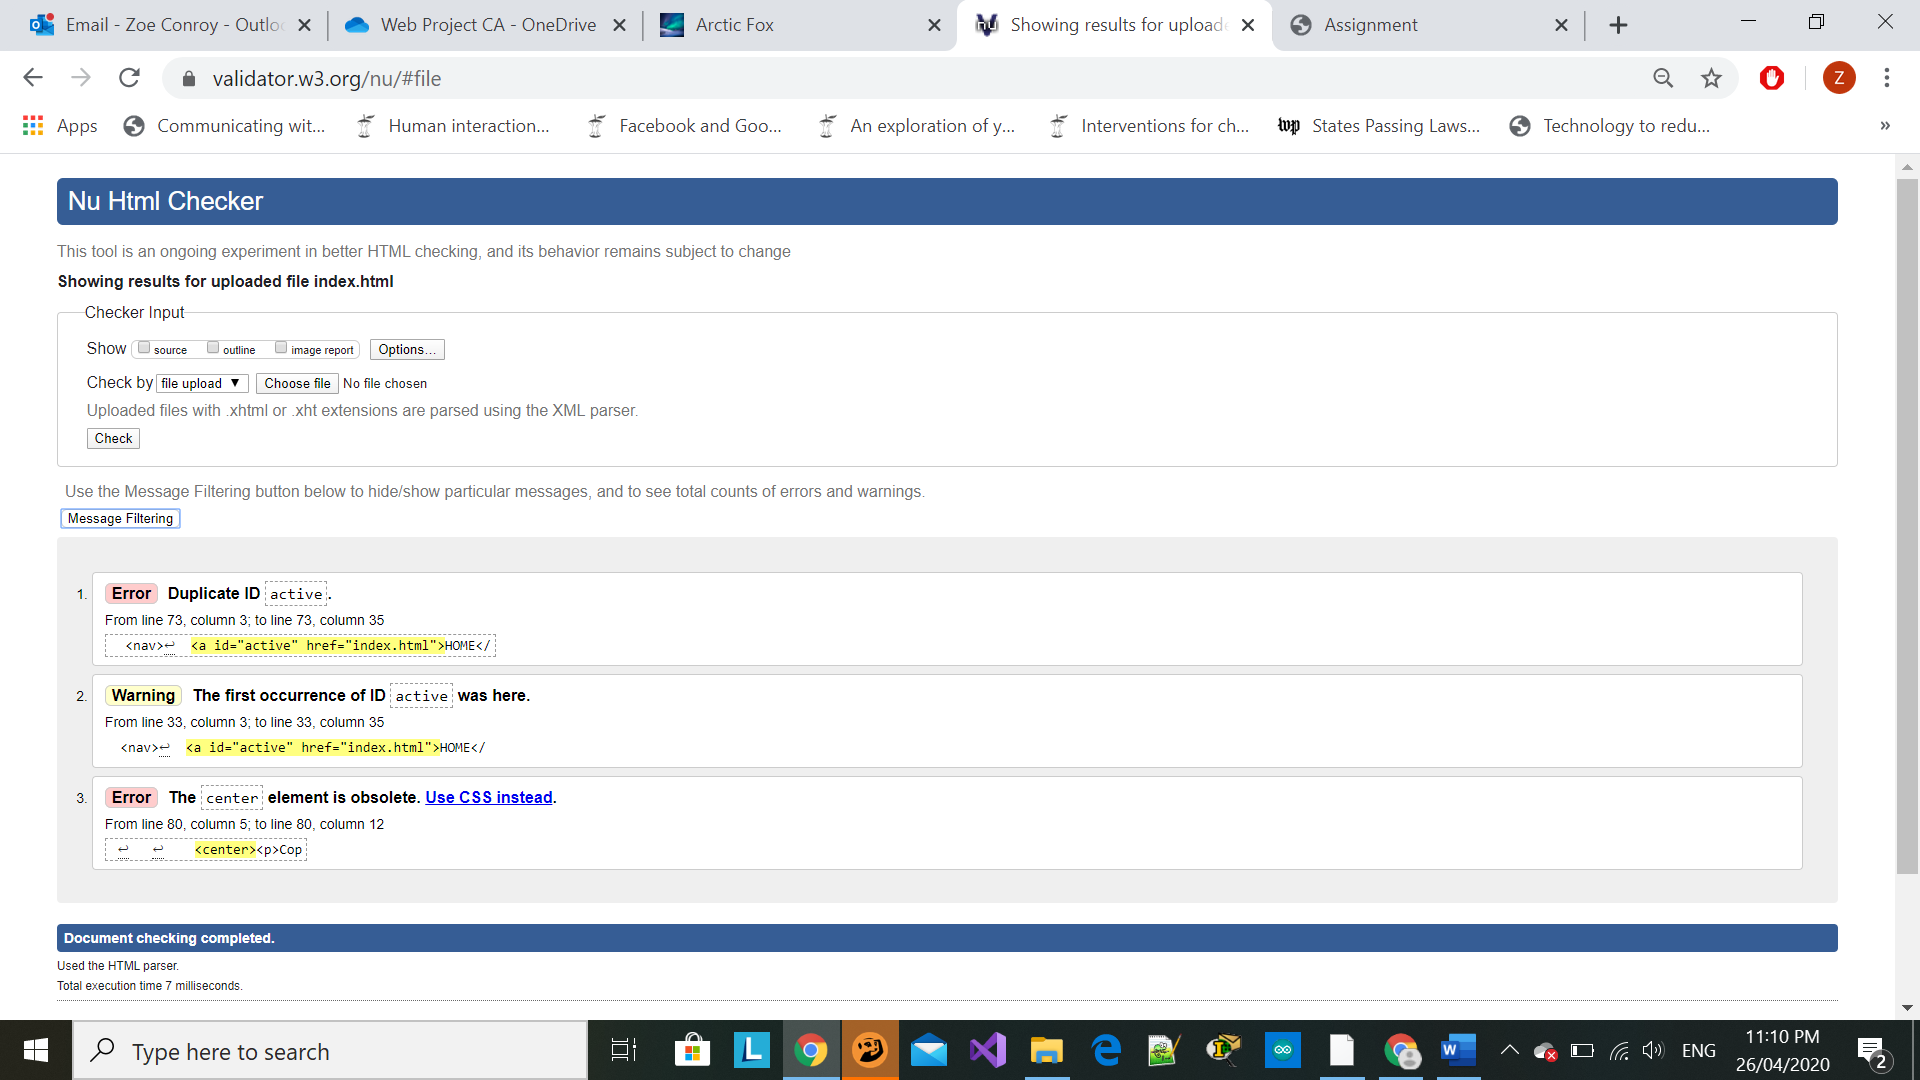 Email - Zoe Conroy - Outlo
Web Project CA - OneDrive
Arctic Fox
Showing results for upload
Assignment
validator.w3.org/nu/#file
Z
Apps
Communicating wit...
Human interaction...
Facebook and Goo...
An exploration of y...
Interventions for ch...
wp States Passing Laws...
Technology to redu...
»
Nu Html Checker
This tool is an ongoing experiment in better HTML checking, and its behavior remains subject to change
Showing results for uploaded file index.html
Checker Input
Show source outline image report Options...
Check by file upload ▼ Choose file No file chosen
Uploaded files with .xhtml or .xht extensions are parsed using the XML parser.
Check
Use the Message Filtering button below to hide/show particular messages, and to see total counts of errors and warnings.
Message Filtering
1. Error Duplicate ID active.
From line 73, column 3; to line 73, column 35
<nav>↩ <a id="active" href="index.html">HOME</
2. Warning The first occurrence of ID active was here.
From line 33, column 3; to line 33, column 35
<nav>↩ <a id="active" href="index.html">HOME</
3. Error The center element is obsolete. Use CSS instead.
From line 80, column 5; to line 80, column 12
↩ ↩ <center><p>Cop
Document checking completed.
Used the HTML parser.
Total execution time 7 milliseconds.
Type here to search
L
W
ENG
11:10 PM
26/04/2020
2